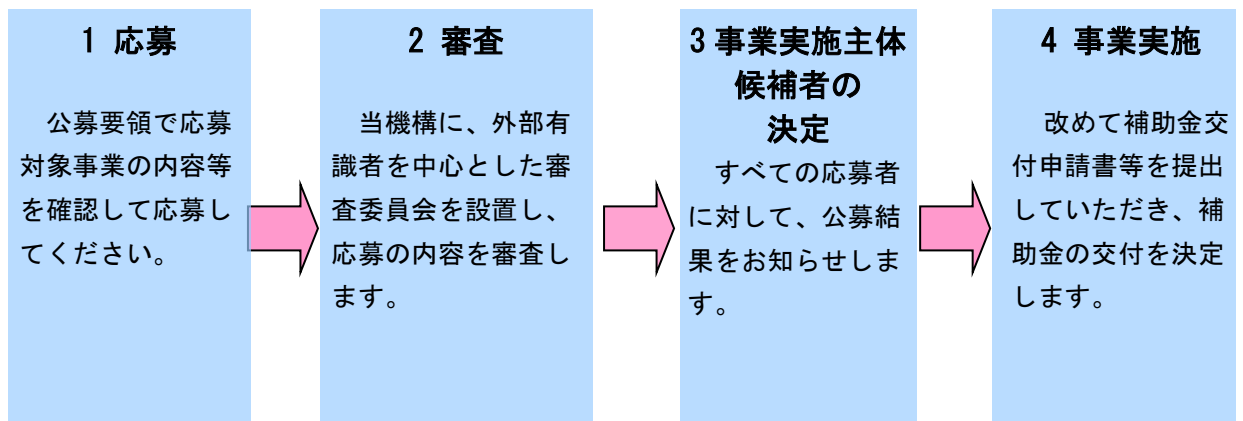 1 応募
公募要領で応募
対象事業の内容等
を確認して応募し
てください。
2 審査
当機構に、外部有
識者を中心とした審
査委員会を設置し、
応募の内容を審査し
ます。
3 事業実施主体
候補者の
決定
すべての応募者
に対して、公募結
果をお知らせしま
す。
4 事業実施
改めて補助金交
付申請書等を提出
していただき、補
助金の交付を決定
します。